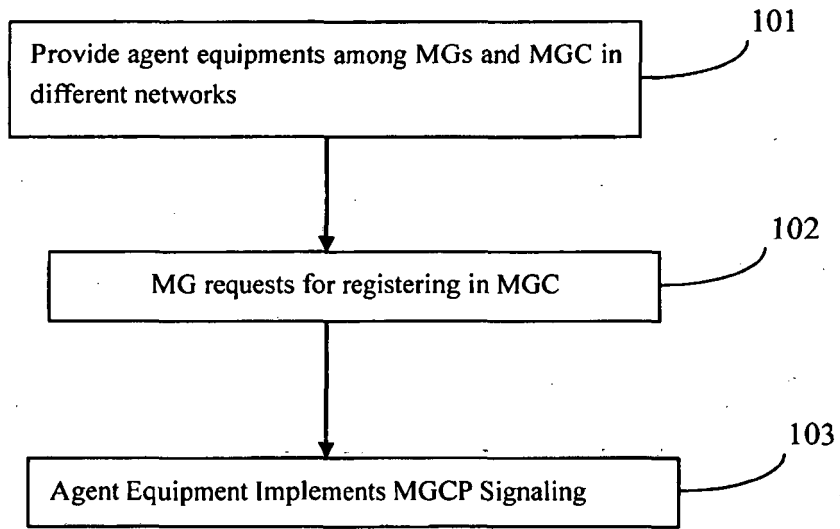 101
Provide agent equipments among MGs and MGC in
different networks
102
MG requests for registering in MGC
103
Agent Equipment Implements MGCP Signaling